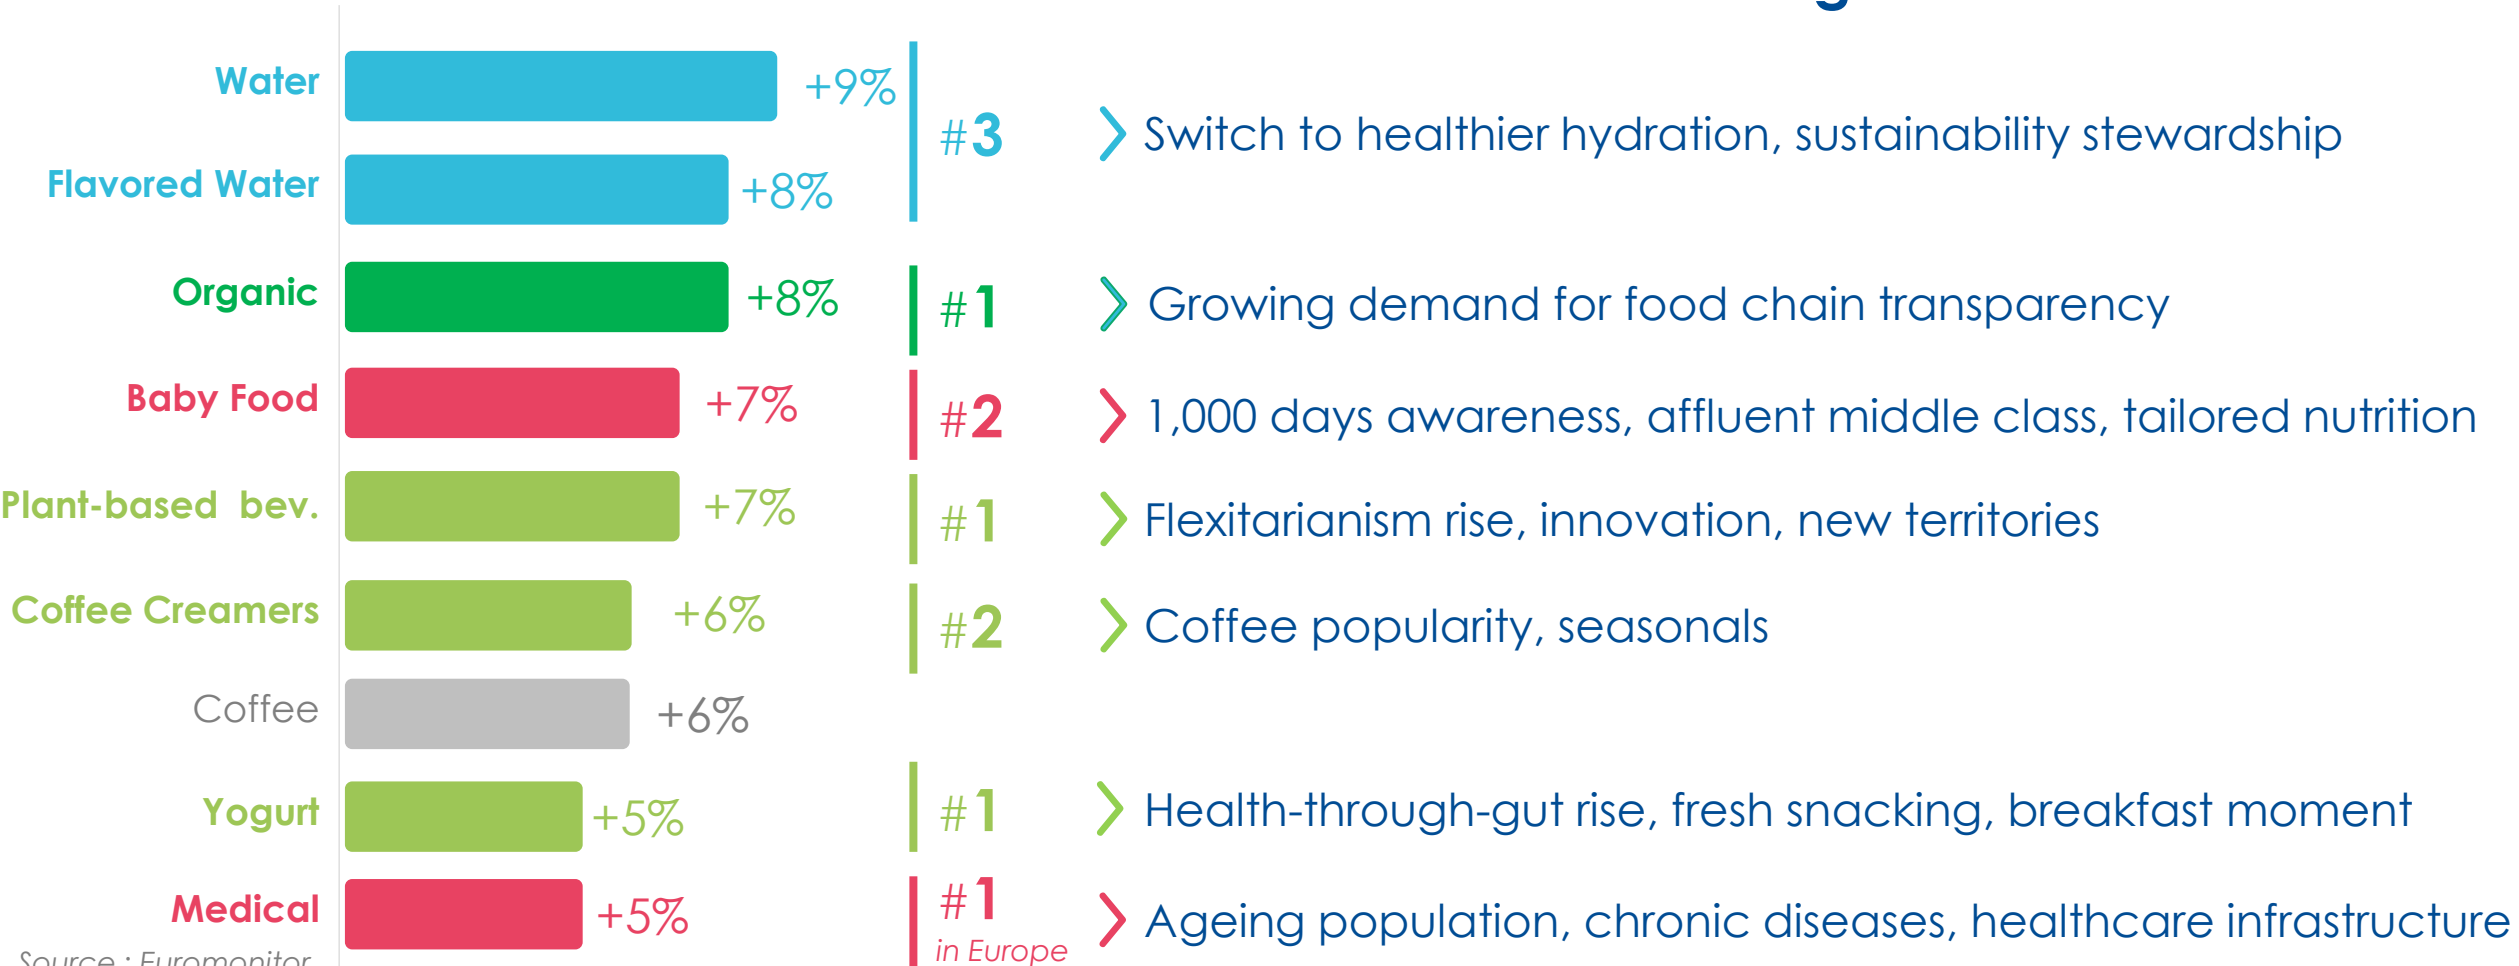 Water +9%
#3 Switch to healthier hydration, sustainability stewardship
Flavored Water +8%
Organic +8% #1 Growing demand for food chain transparency
Baby Food +7% #2 1,000 days awareness, affluent middle class, tailored nutrition
Plant-based bev. +7% #1 Flexitarianism rise, innovation, new territories
Coffee Creamers +6% #2 Coffee popularity, seasonals
Coffee +6%
Yogurt +5% #1 Health-through-gut rise, fresh snacking, breakfast moment
Medical +5% #1 Ageing population, chronic diseases, healthcare infrastructure
in Europe
Source : Euromonitor